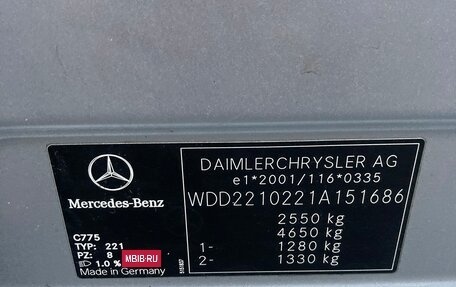 Mercedes-Benz
C775
TYP: 221
PZ: 8
1.0 %
Made in Germany
MBIB.RU
DAIMLERCHRYSLER AG
e1*2001/116*0335
WDD2210221A151686
2550 kg
4650 kg
1- 1280 kg
2- 1330 kg